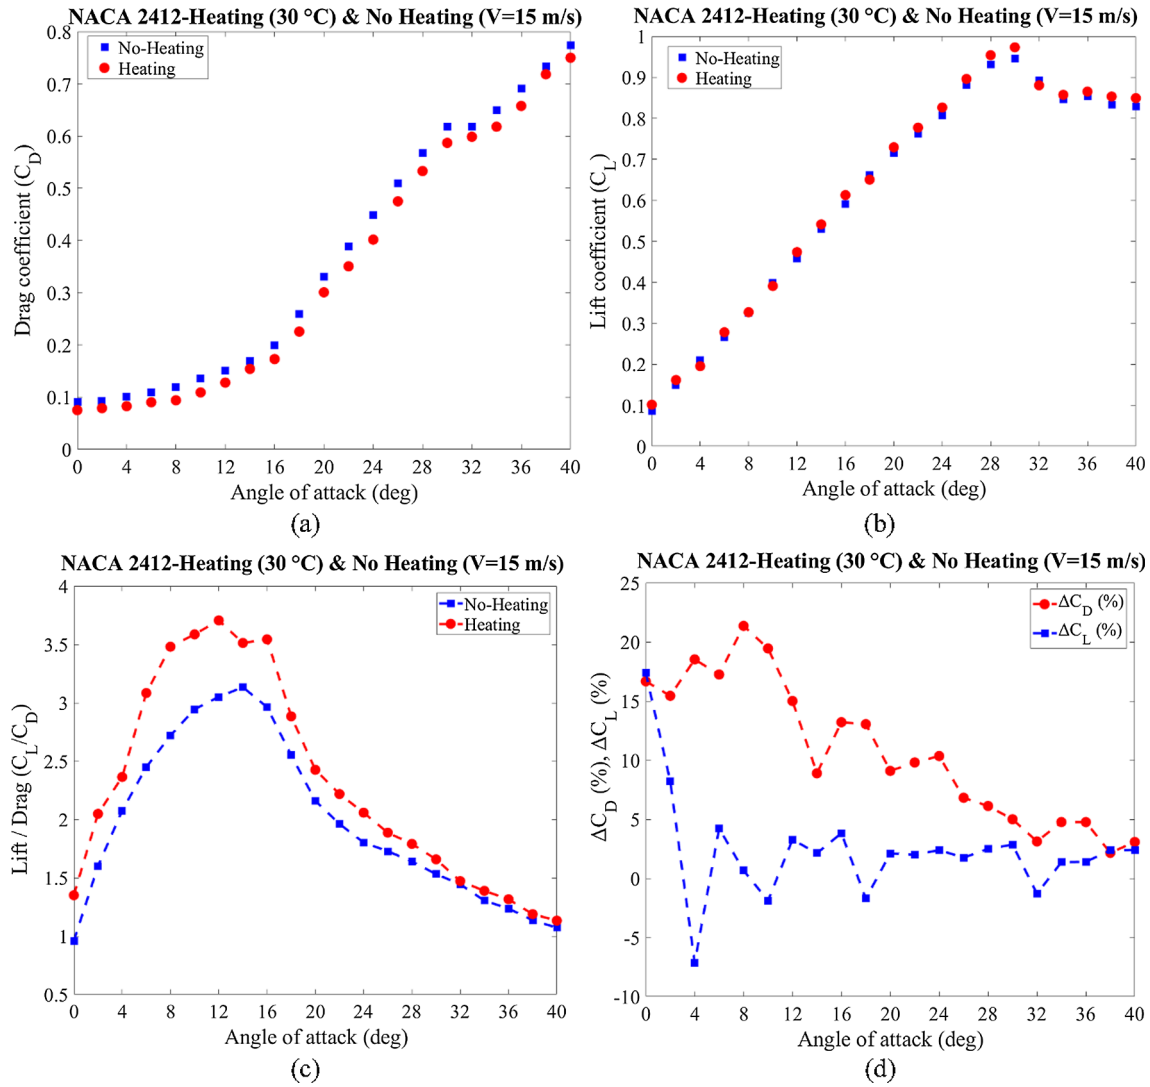 NACA 2412-Heating (30 °C) & No Heating (V=15 m/s)
0.8
0.7
0.6
0.5
0.4
0.3
0.2
0.1
0
No-Heating
Heating
Drag coefficient (C_D)
0 4 8 12 16 20 24 28 32 36 40
Angle of attack (deg)
(a)
NACA 2412-Heating (30 °C) & No Heating (V=15 m/s)
1
0.9
0.8
0.7
0.6
0.5
0.4
0.3
0.2
0.1
0
No-Heating
Heating
Lift coefficient (C_L)
0 4 8 12 16 20 24 28 32 36 40
Angle of attack (deg)
(b)
NACA 2412-Heating (30 °C) & No Heating (V=15 m/s)
4
3.5
3
2.5
2
1.5
1
0.5
No-Heating
Heating
Lift / Drag (C_L/C_D)
0 4 8 12 16 20 24 28 32 36 40
Angle of attack (deg)
(c)
NACA 2412-Heating (30 °C) & No Heating (V=15 m/s)
25
20
15
10
5
0
-5
-10
ΔC_D (%)
ΔC_L (%)
ΔC_D (%), ΔC_L (%)
0 4 8 12 16 20 24 28 32 36 40
Angle of attack (deg)
(d)